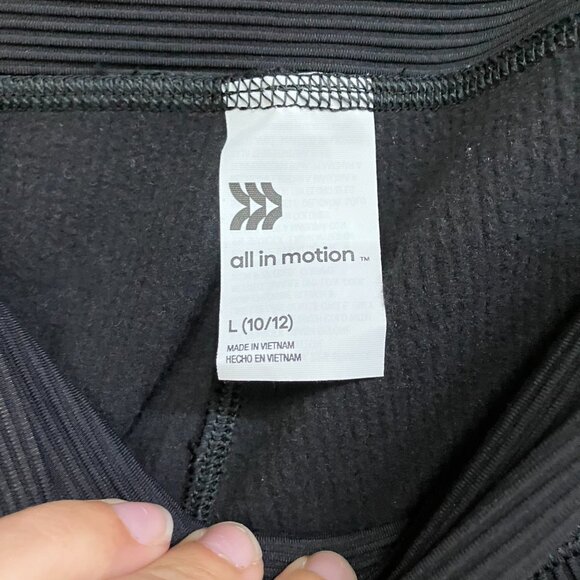 all in motion ™
L (10/12)
MADE IN VIETNAM
HECHO EN VIETNAM